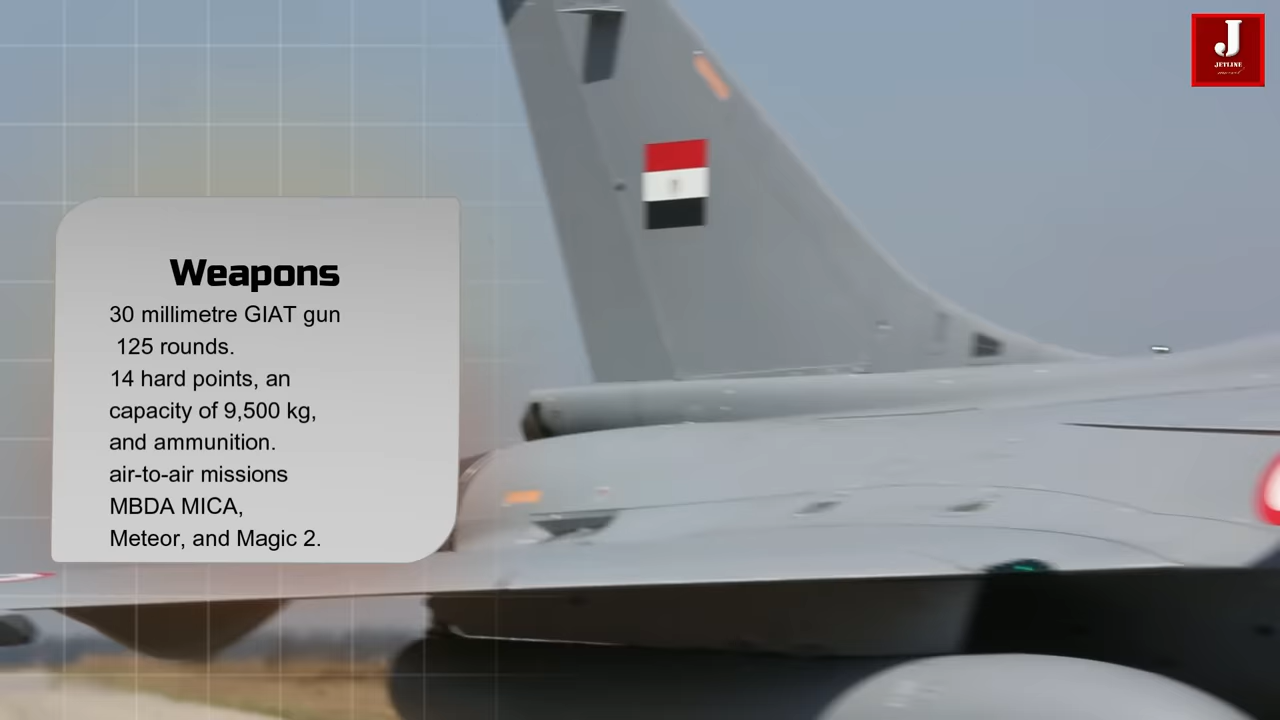 J
JETLINE
Weapons
30 millimetre GIAT gun
125 rounds.
14 hard points, an
capacity of 9,500 kg,
and ammunition.
air-to-air missions
MBDA MICA,
Meteor, and Magic 2.